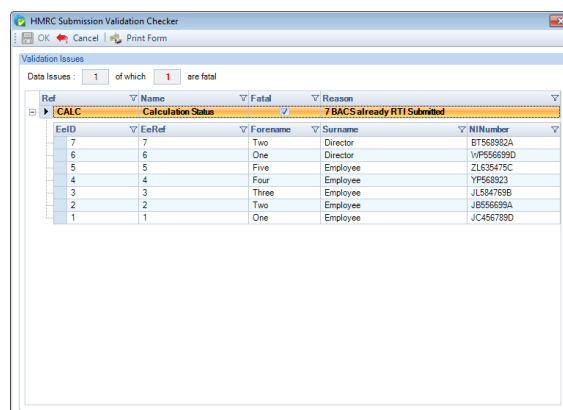 HMRC Submission Validation Checker
OK Cancel Print Form
Validation Issues
Data Issues : 1 of which 1 are fatal
Ref Name Fatal Reason
CALC Calculation Status 7 BACS already RTI Submitted
EeID EeRef Forename Surname NINumber
7 7 Two Director BT568982A
6 6 One Director WP556699D
5 5 Five Employee ZL635475C
4 4 Four Employee YP568923
3 3 Three Employee JL584769B
2 2 Two Employee JB556699A
1 1 One Employee JC456789D